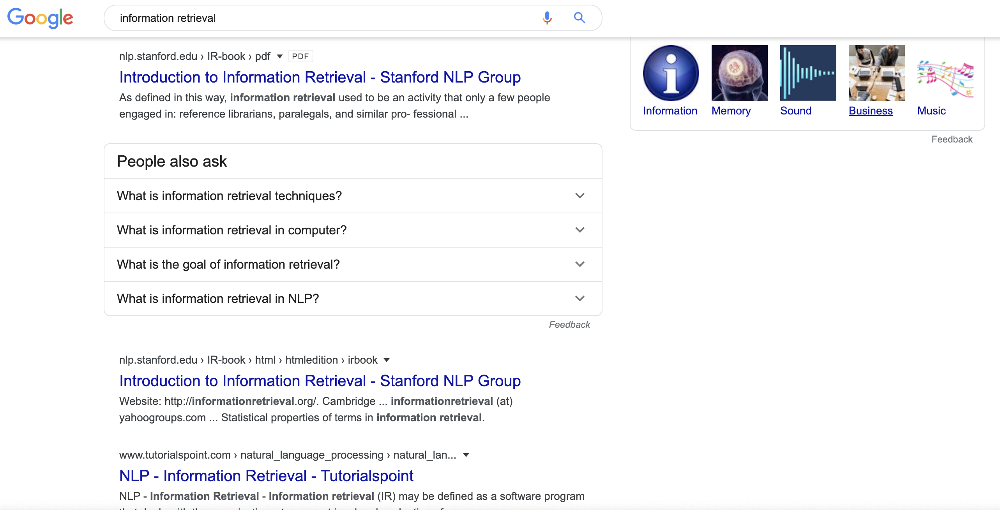 Google
information retrieval
nlp.stanford.edu › IR-book › pdf PDF
Introduction to Information Retrieval - Stanford NLP Group
As defined in this way, information retrieval used to be an activity that only a few people
engaged in: reference librarians, paralegals, and similar pro- fessional ...
People also ask
What is information retrieval techniques?
What is information retrieval in computer?
What is the goal of information retrieval?
What is information retrieval in NLP?
Feedback
nlp.stanford.edu › IR-book › html › htmledition › irbook
Introduction to Information Retrieval - Stanford NLP Group
Website: http://informationretrieval.org/. Cambridge ... informationretrieval (at)
yahoogroups.com ... Statistical properties of terms in information retrieval.
www.tutorialspoint.com › natural_language_processing › natural_lan...
NLP - Information Retrieval - Tutorialspoint
NLP - Information Retrieval - Information retrieval (IR) may be defined as a software program
Information Memory Sound Business Music
Feedback